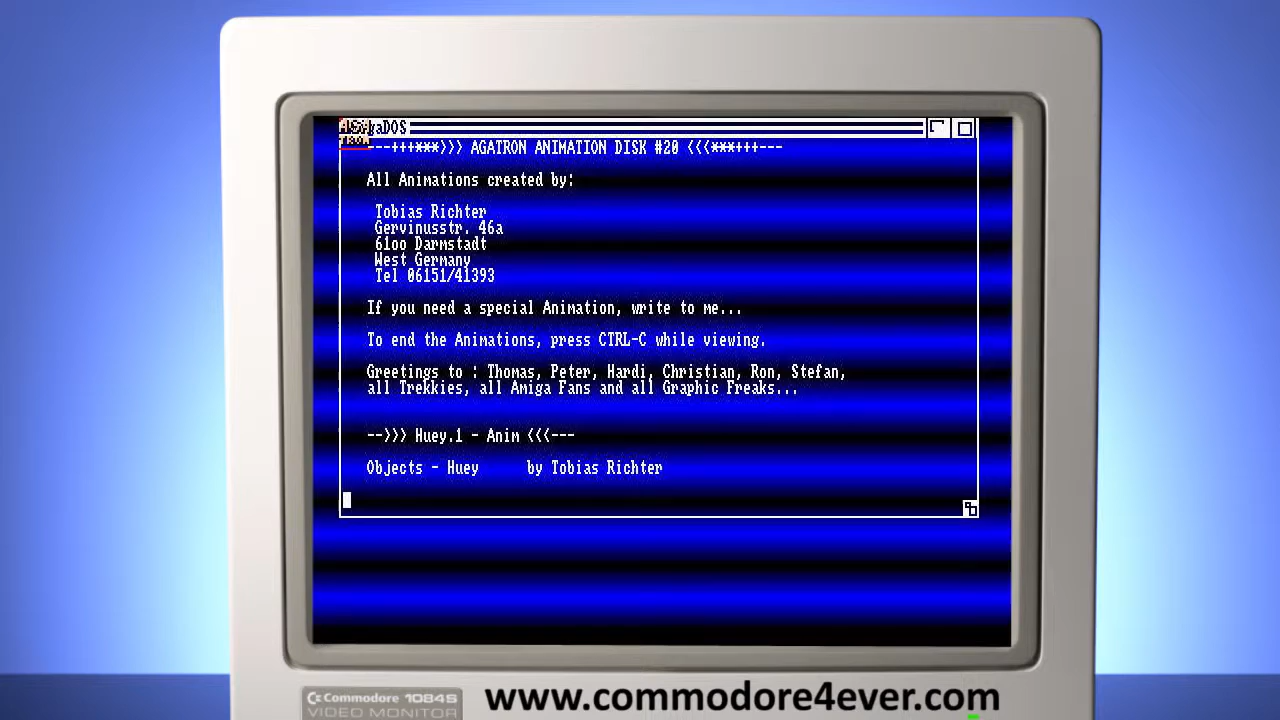 AmigaDOS
---+++***>>> AGATRON ANIMATION DISK #20 <<<***+++---
All Animations created by:
Tobias Richter
Gervinusstr. 46a
6100 Darmstadt
West Germany
Tel 06151/41393
If you need a special Animation, write to me...
To end the Animations, press CTRL-C while viewing.
Greetings to : Thomas, Peter, Hardi, Christian, Ron, Stefan,
all Trekkies, all Amiga Fans and all Graphic Freaks...
-->>> Huey.1 - Anim <<<---
Objects - Huey by Tobias Richter
Commodore 1084S
VIDEO MONITOR
www.commodore4ever.com